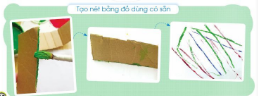 Tạo nét bằng đồ dùng có sẵn